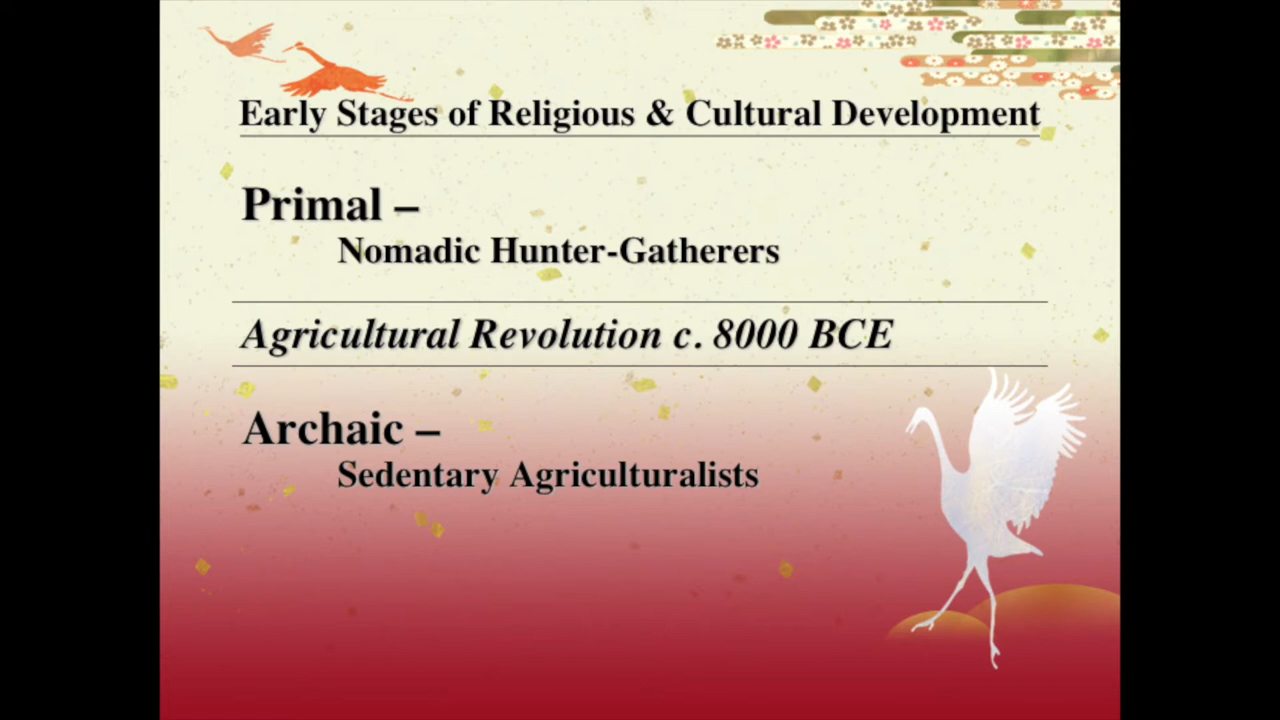 Early Stages of Religious & Cultural Development
Primal –
Nomadic Hunter-Gatherers
Agricultural Revolution c. 8000 BCE
Archaic –
Sedentary Agriculturalists